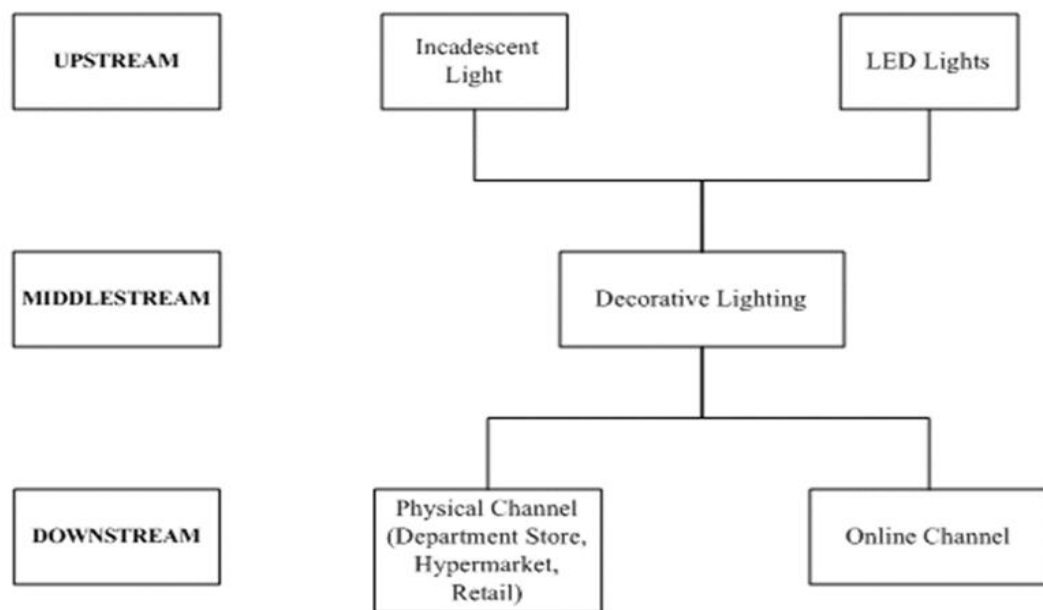 UPSTREAM
Incadescent
Light
LED Lights
MIDDLESTREAM
Decorative Lighting
DOWNSTREAM
Physical Channel
(Department Store,
Hypermarket,
Retail)
Online Channel